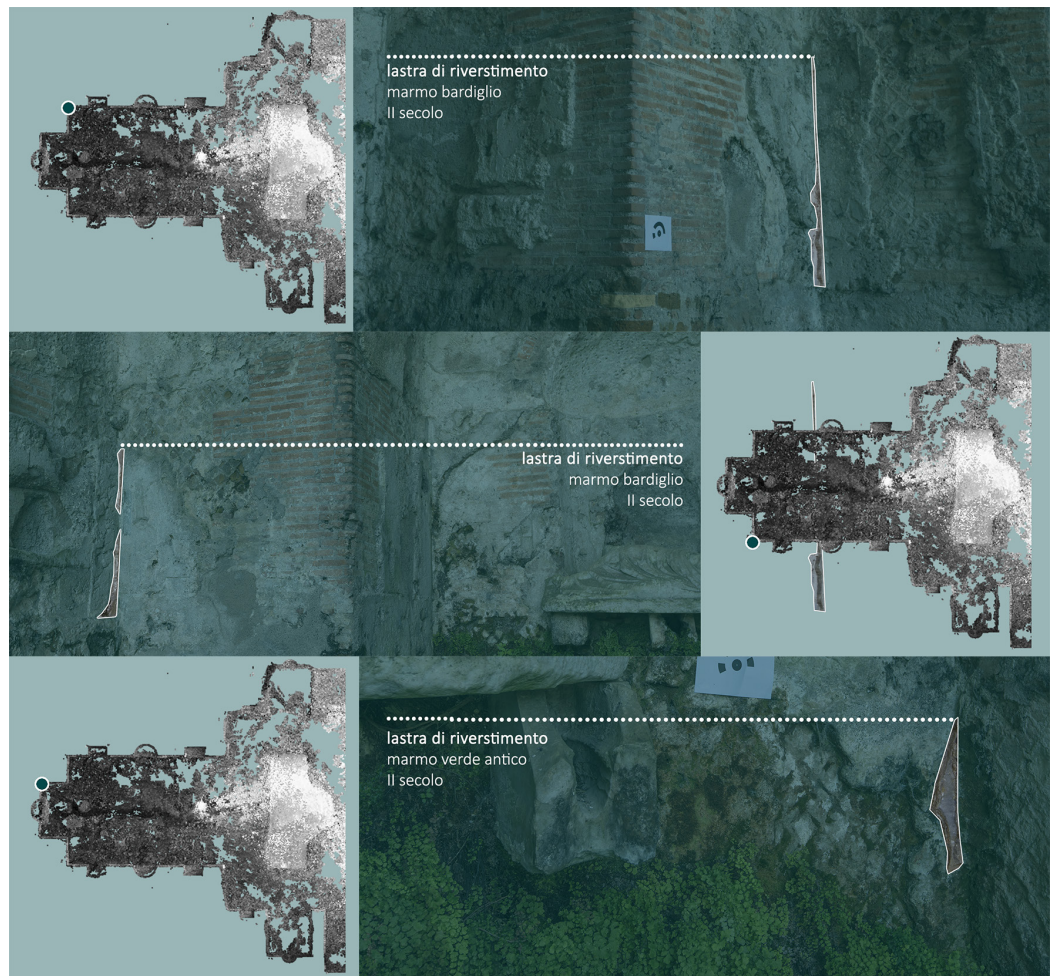 lastra di riverstimento
marmo bardiglio
II secolo
lastra di riverstimento
marmo bardiglio
II secolo
lastra di riverstimento
marmo verde antico
II secolo